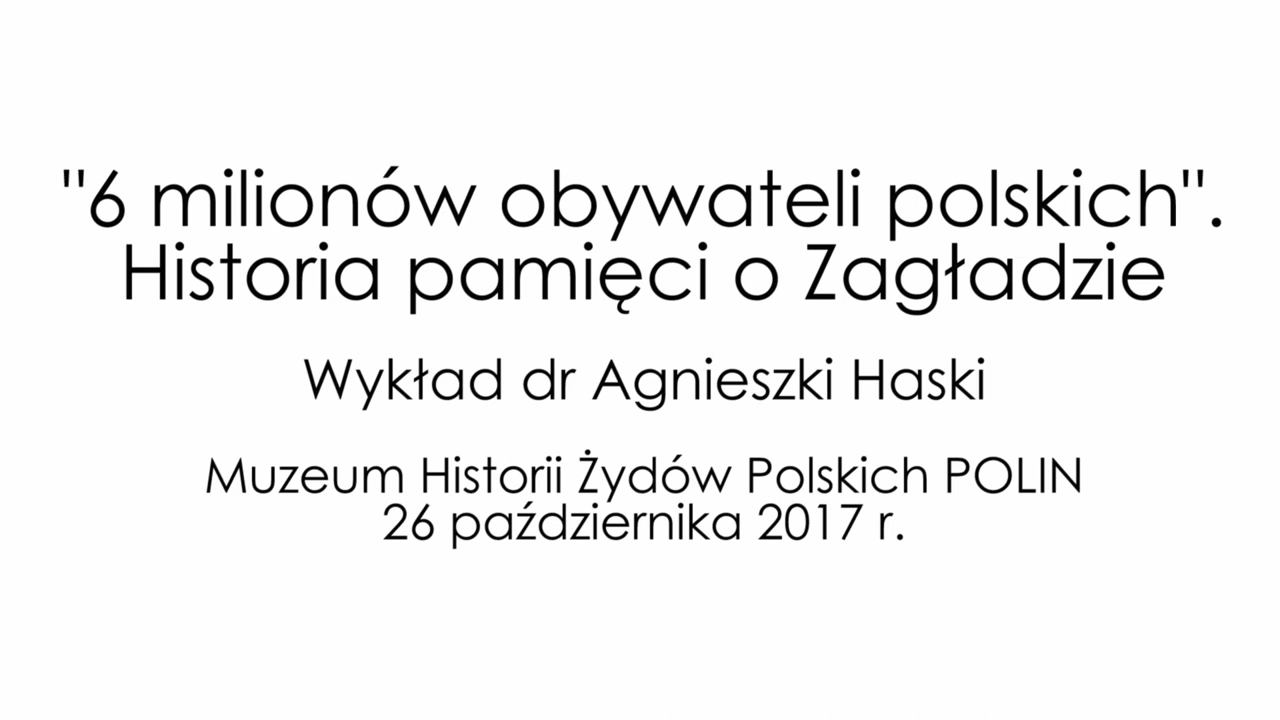 "6 milionów obywateli polskich".
Historia pamięci o Zagładzie
Wykład dr Agnieszki Haski
Muzeum Historii Żydów Polskich POLIN
26 października 2017 r.